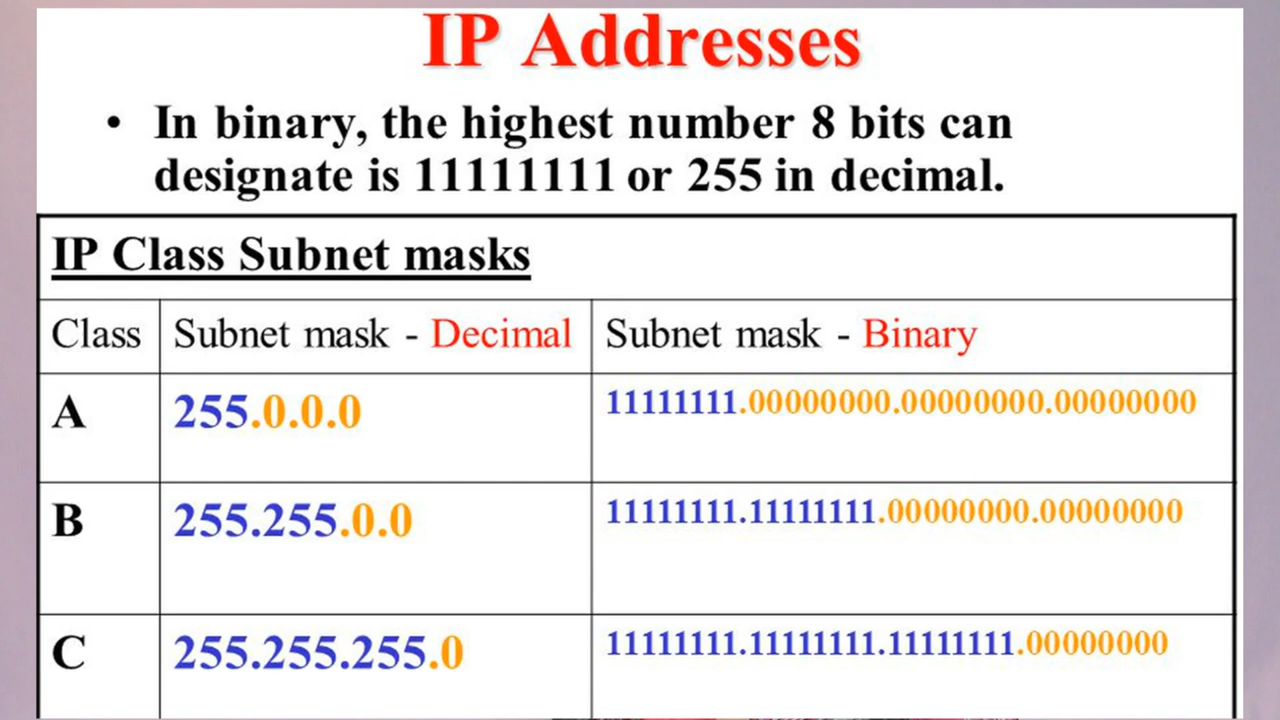 IP Addresses
• In binary, the highest number 8 bits can
designate is 11111111 or 255 in decimal.
IP Class Subnet masks
Class Subnet mask - Decimal Subnet mask - Binary
A 255.0.0.0 11111111.00000000.00000000.00000000
B 255.255.0.0 11111111.11111111.00000000.00000000
C 255.255.255.0 11111111.11111111.11111111.00000000